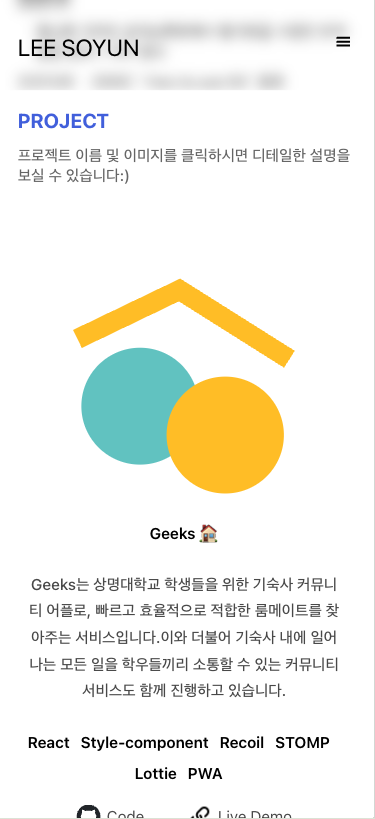 LEE SOYUN
PROJECT
프로젝트 이름 및 이미지를 클릭하시면 디테일한 설명을
보실 수 있습니다:)
Geeks 🏠
Geeks는 상명대학교 학생들을 위한 기숙사 커뮤니
티 어플로, 빠르고 효율적으로 적합한 룸메이트를 찾
아주는 서비스입니다.이와 더불어 기숙사 내에 일어
나는 모든 일을 학우들끼리 소통할 수 있는 커뮤니티
서비스도 함께 진행하고 있습니다.
React Style-component Recoil STOMP
Lottie PWA
Code Live Demo